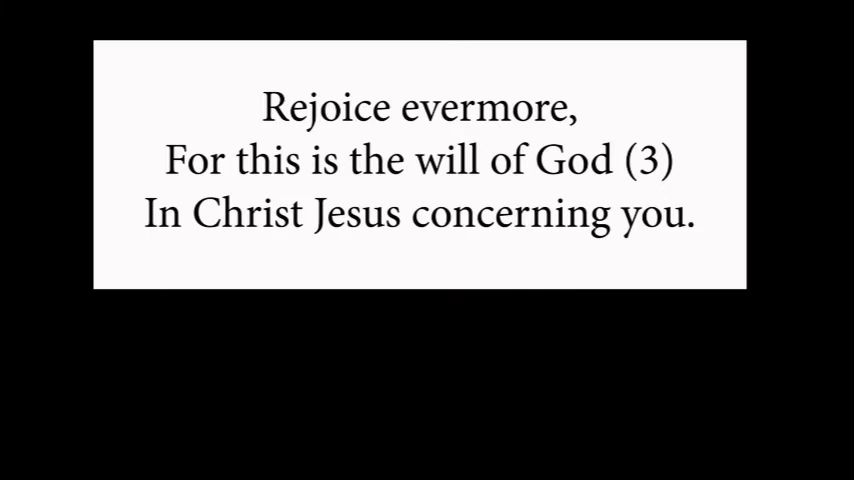 Rejoice evermore,
For this is the will of God (3)
In Christ Jesus concerning you.